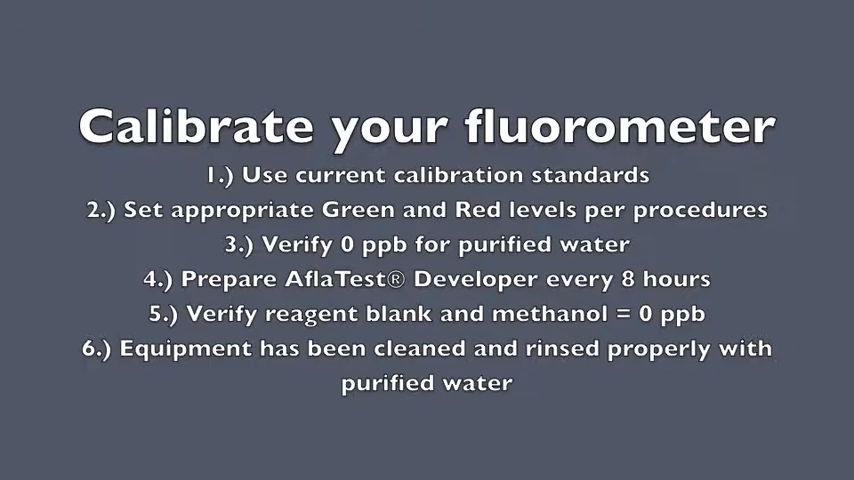 Calibrate your fluorometer
1.) Use current calibration standards
2.) Set appropriate Green and Red levels per procedures
3.) Verify 0 ppb for purified water
4.) Prepare AflaTest® Developer every 8 hours
5.) Verify reagent blank and methanol = 0 ppb
6.) Equipment has been cleaned and rinsed properly with
purified water